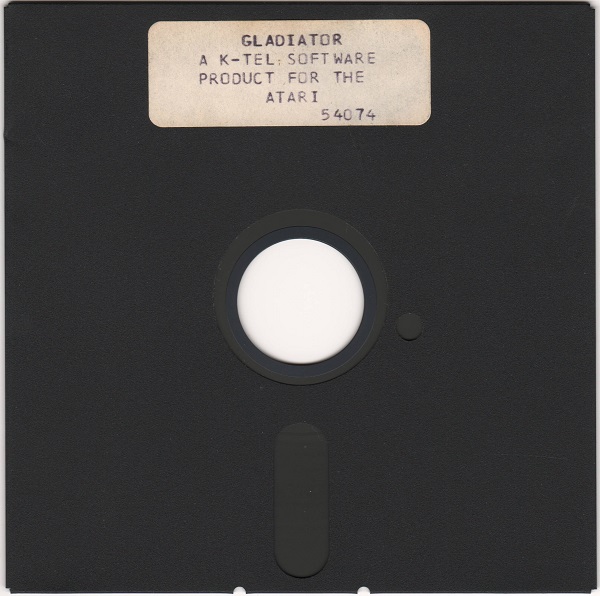 GLADIATOR
A K-TEL SOFTWARE
PRODUCT FOR THE
ATARI
54074